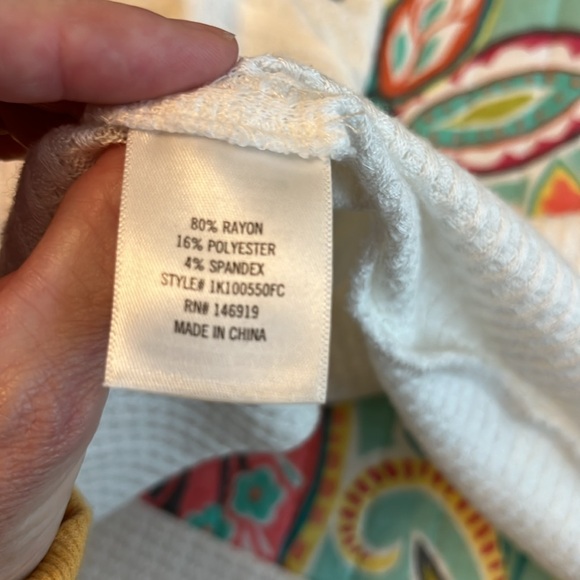 80% RAYON
16% POLYESTER
4% SPANDEX
STYLE# 1K100550FC
RN# 146919
MADE IN CHINA